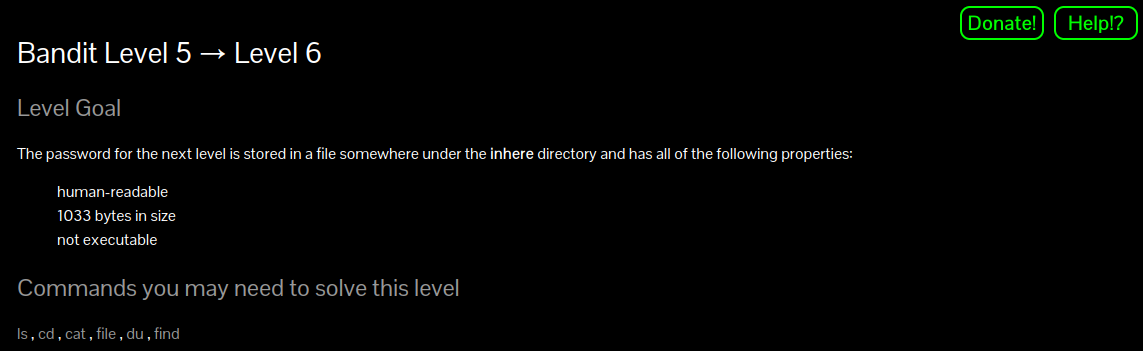 Donate! Help!?
Bandit Level 5 → Level 6
Level Goal
The password for the next level is stored in a file somewhere under the inhere directory and has all of the following properties:
human-readable
1033 bytes in size
not executable
Commands you may need to solve this level
ls , cd , cat , file , du , find